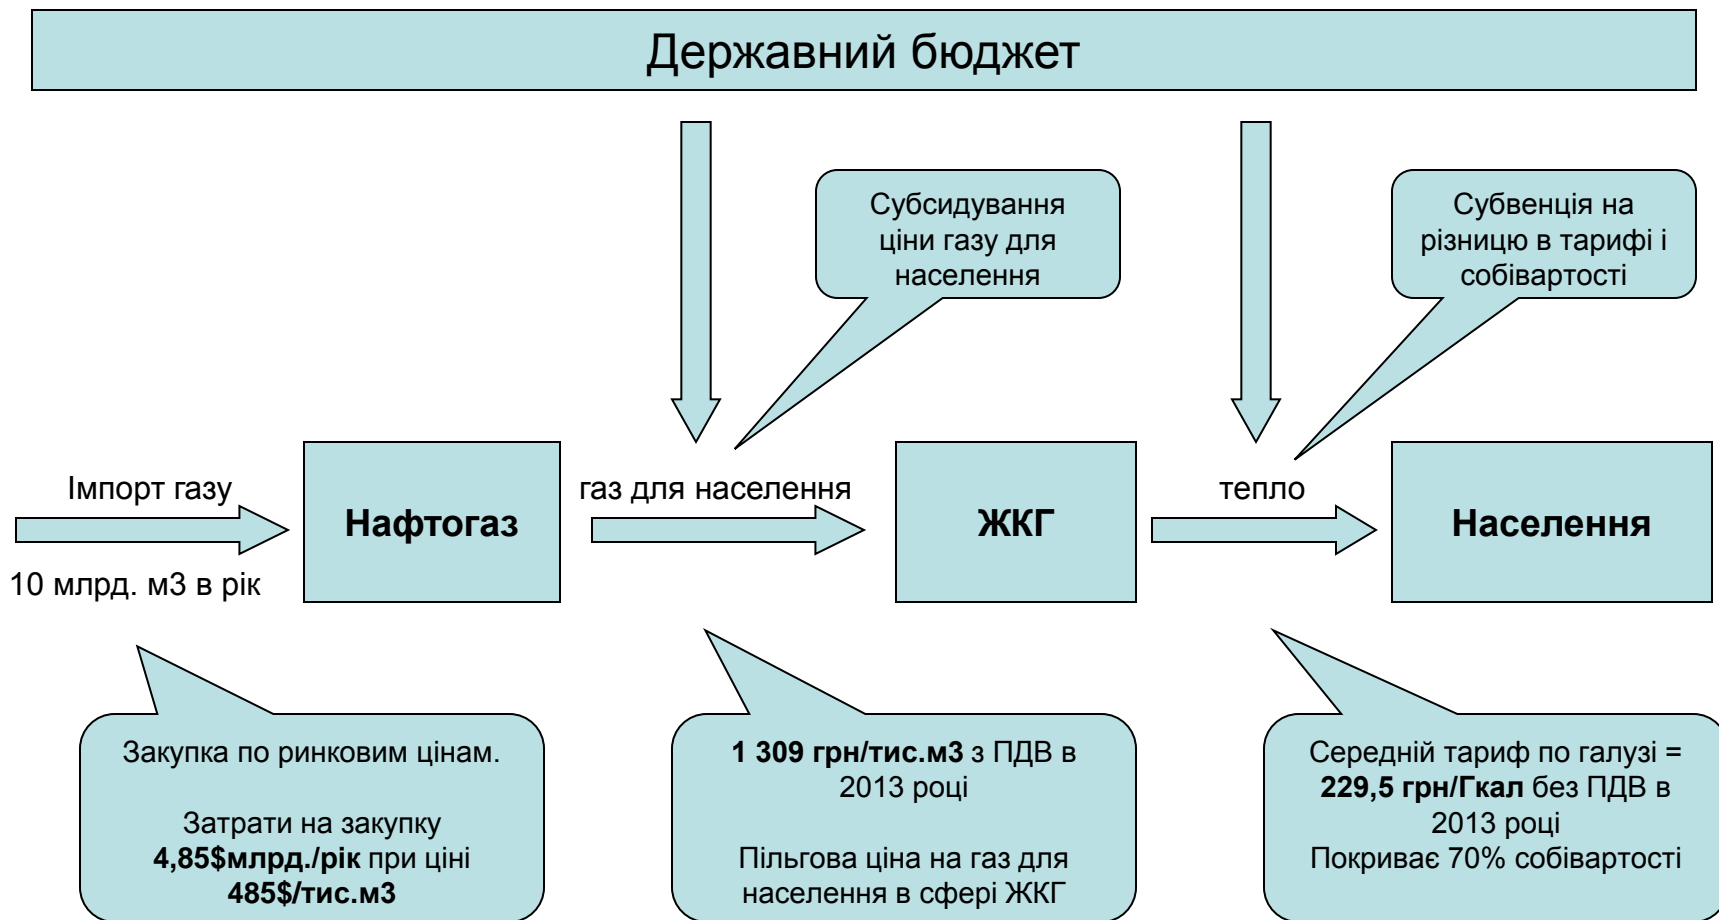 Державний бюджет
Субсидування
ціни газу для
населення
Субвенція на
різницю в тарифі і
собівартості
Імпорт газу
10 млрд. м3 в рік
Нафтогаз
газ для населення
ЖКГ
тепло
Населення
Закупка по ринковим цінам.
Затрати на закупку
4,85$млрд./рік при ціні
485$/тис.м3
1 309 грн/тис.м3 з ПДВ в
2013 році
Пільгова ціна на газ для
населення в сфері ЖКГ
Середній тариф по галузі =
229,5 грн/Гкал без ПДВ в
2013 році
Покриває 70% собівартості